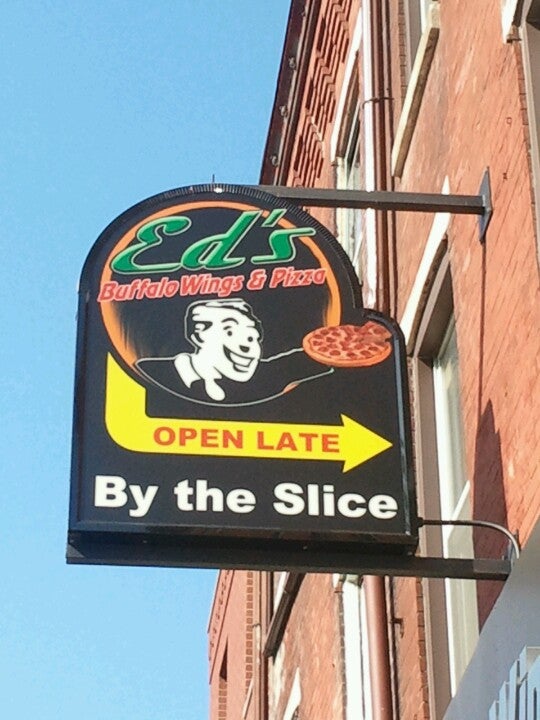 Ed's
Buffalo Wings & Pizza
OPEN LATE
By the Slice